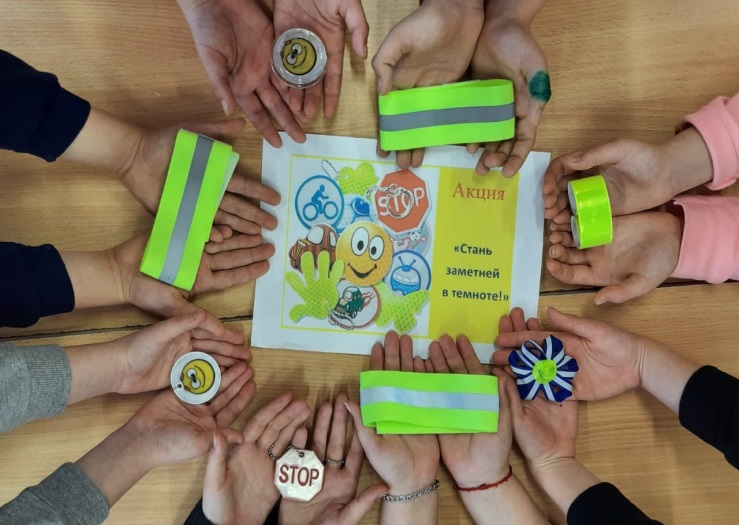 STOP
Акция
«Стань
заметней
в темноте!»
STOP